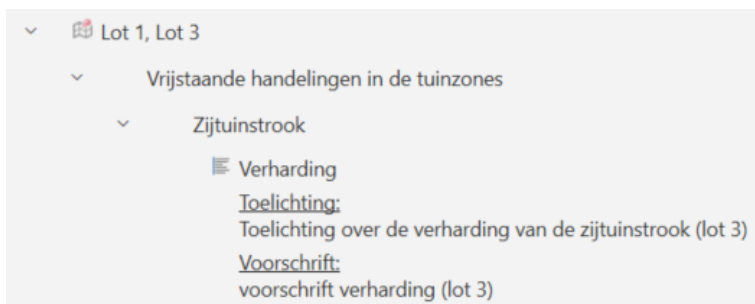 Lot 1, Lot 3
Vrijstaande handelingen in de tuinzones
Zijtuinstrook
Verharding
Toelichting:
Toelichting over de verharding van de zijtuinstrook (lot 3)
Voorschrift:
voorschrift verharding (lot 3)